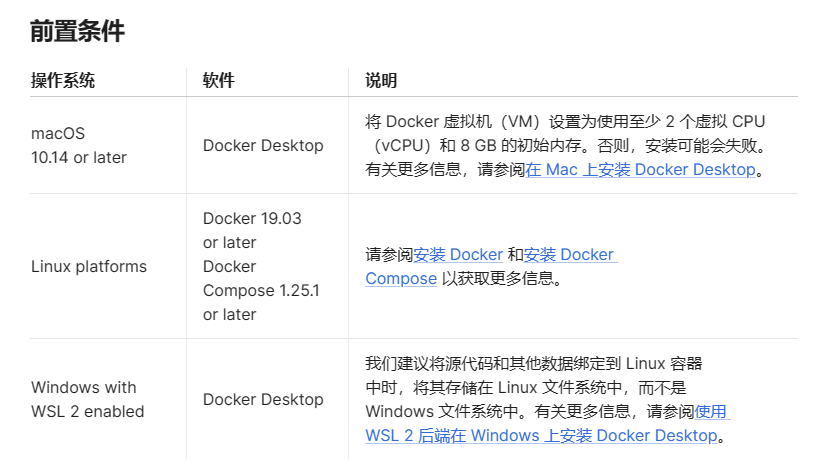 前置条件
操作系统 软件 说明
macOS
10.14 or later
Docker Desktop
将 Docker 虚拟机（VM）设置为使用至少 2 个虚拟 CPU
（vCPU）和 8 GB 的初始内存。否则，安装可能会失败。
有关更多信息，请参阅在 Mac 上安装 Docker Desktop。
Linux platforms
Docker 19.03
or later
Docker
Compose 1.25.1
or later
请参阅安装 Docker 和安装 Docker
Compose 以获取更多信息。
Windows with
WSL 2 enabled
Docker Desktop
我们建议将源代码和其他数据绑定到 Linux 容器
中时，将其存储在 Linux 文件系统中，而不是
Windows 文件系统中。有关更多信息，请参阅使用
WSL 2 后端在 Windows 上安装 Docker Desktop。